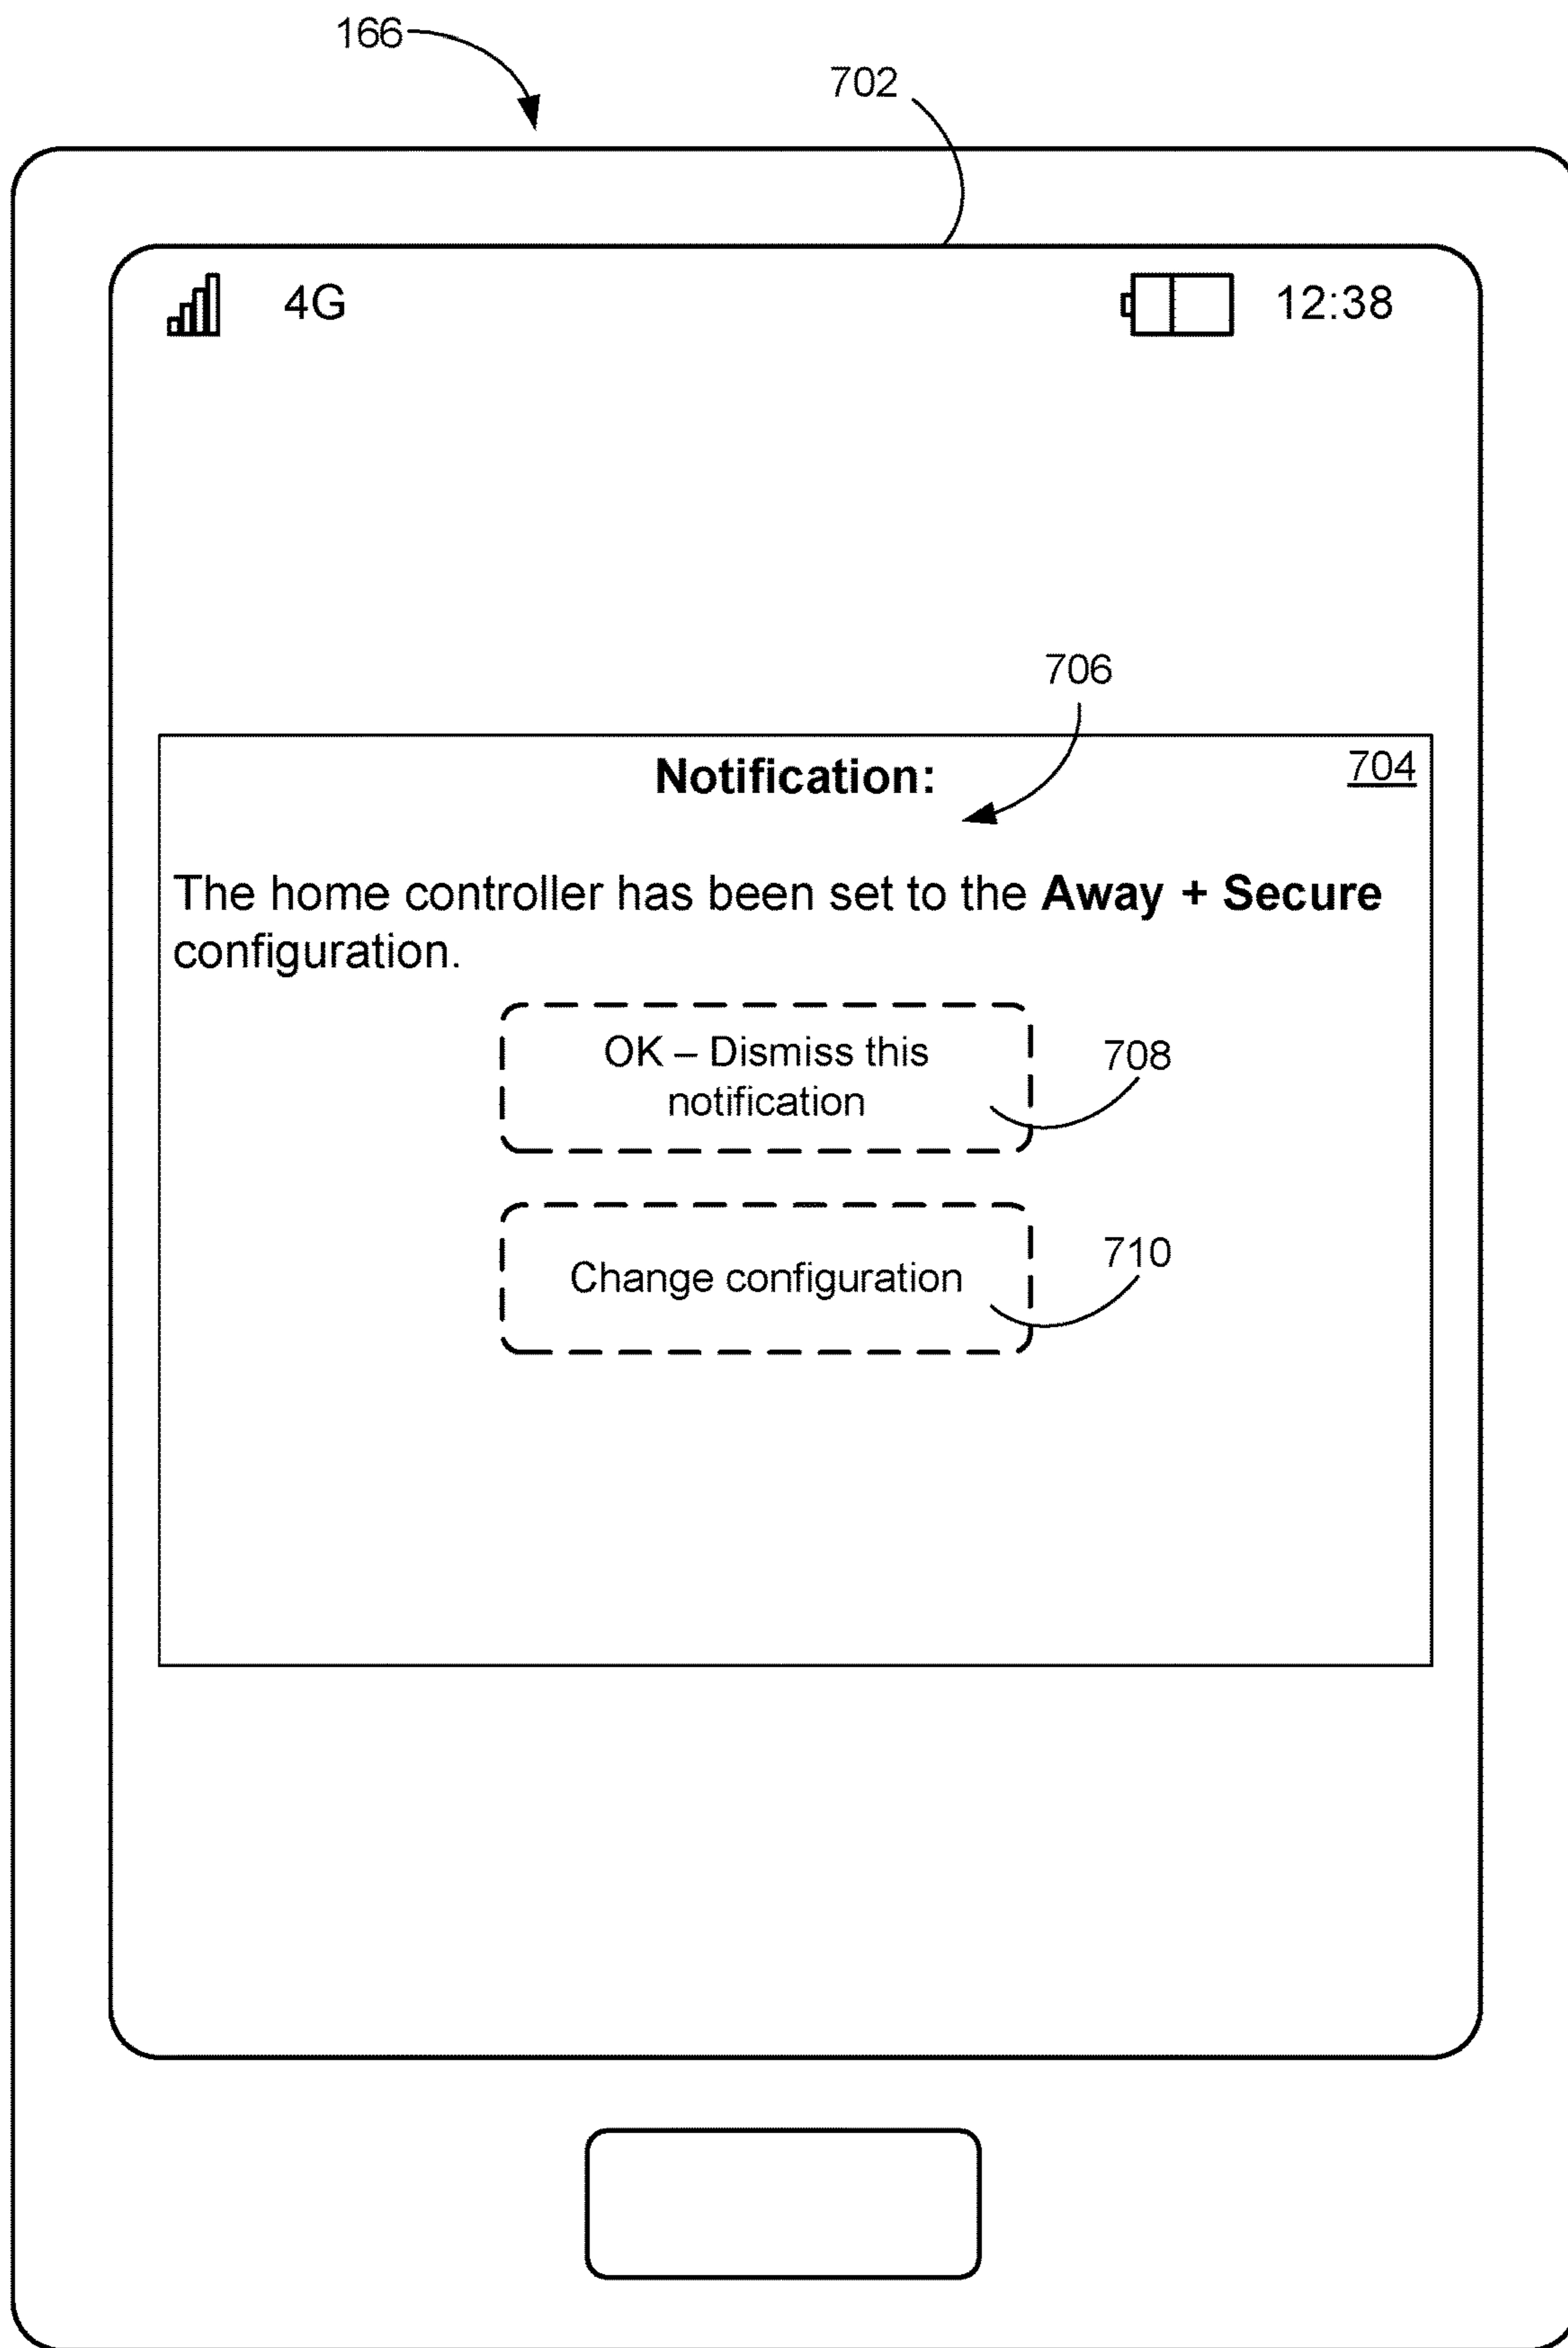 166
702
4G
12:38
706
Notification:
704
The home controller has been set to the Away + Secure
configuration.
OK – Dismiss this
notification
708
Change configuration
710